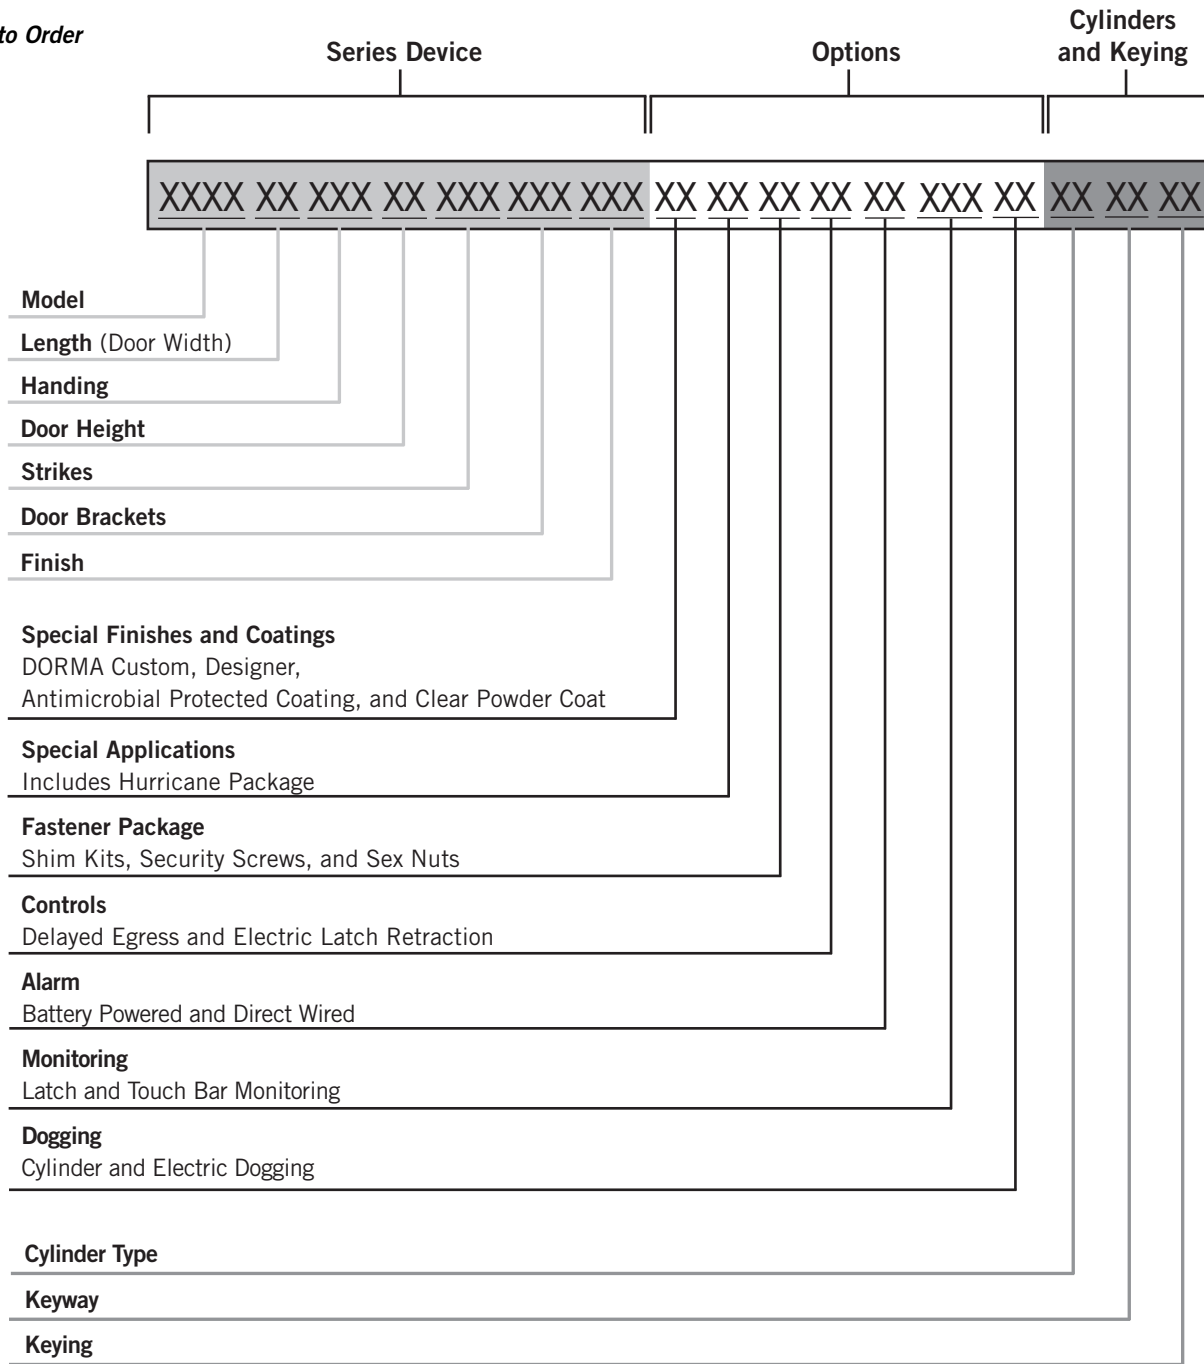 to Order
Series Device
Options
Cylinders
and Keying
XXXX XX XXX XX XXX XXX XXX XX XX XX XX XX XXX XX XX XX XX
Model
Length (Door Width)
Handing
Door Height
Strikes
Door Brackets
Finish
Special Finishes and Coatings
DORMA Custom, Designer,
Antimicrobial Protected Coating, and Clear Powder Coat
Special Applications
Includes Hurricane Package
Fastener Package
Shim Kits, Security Screws, and Sex Nuts
Controls
Delayed Egress and Electric Latch Retraction
Alarm
Battery Powered and Direct Wired
Monitoring
Latch and Touch Bar Monitoring
Dogging
Cylinder and Electric Dogging
Cylinder Type
Keyway
Keying